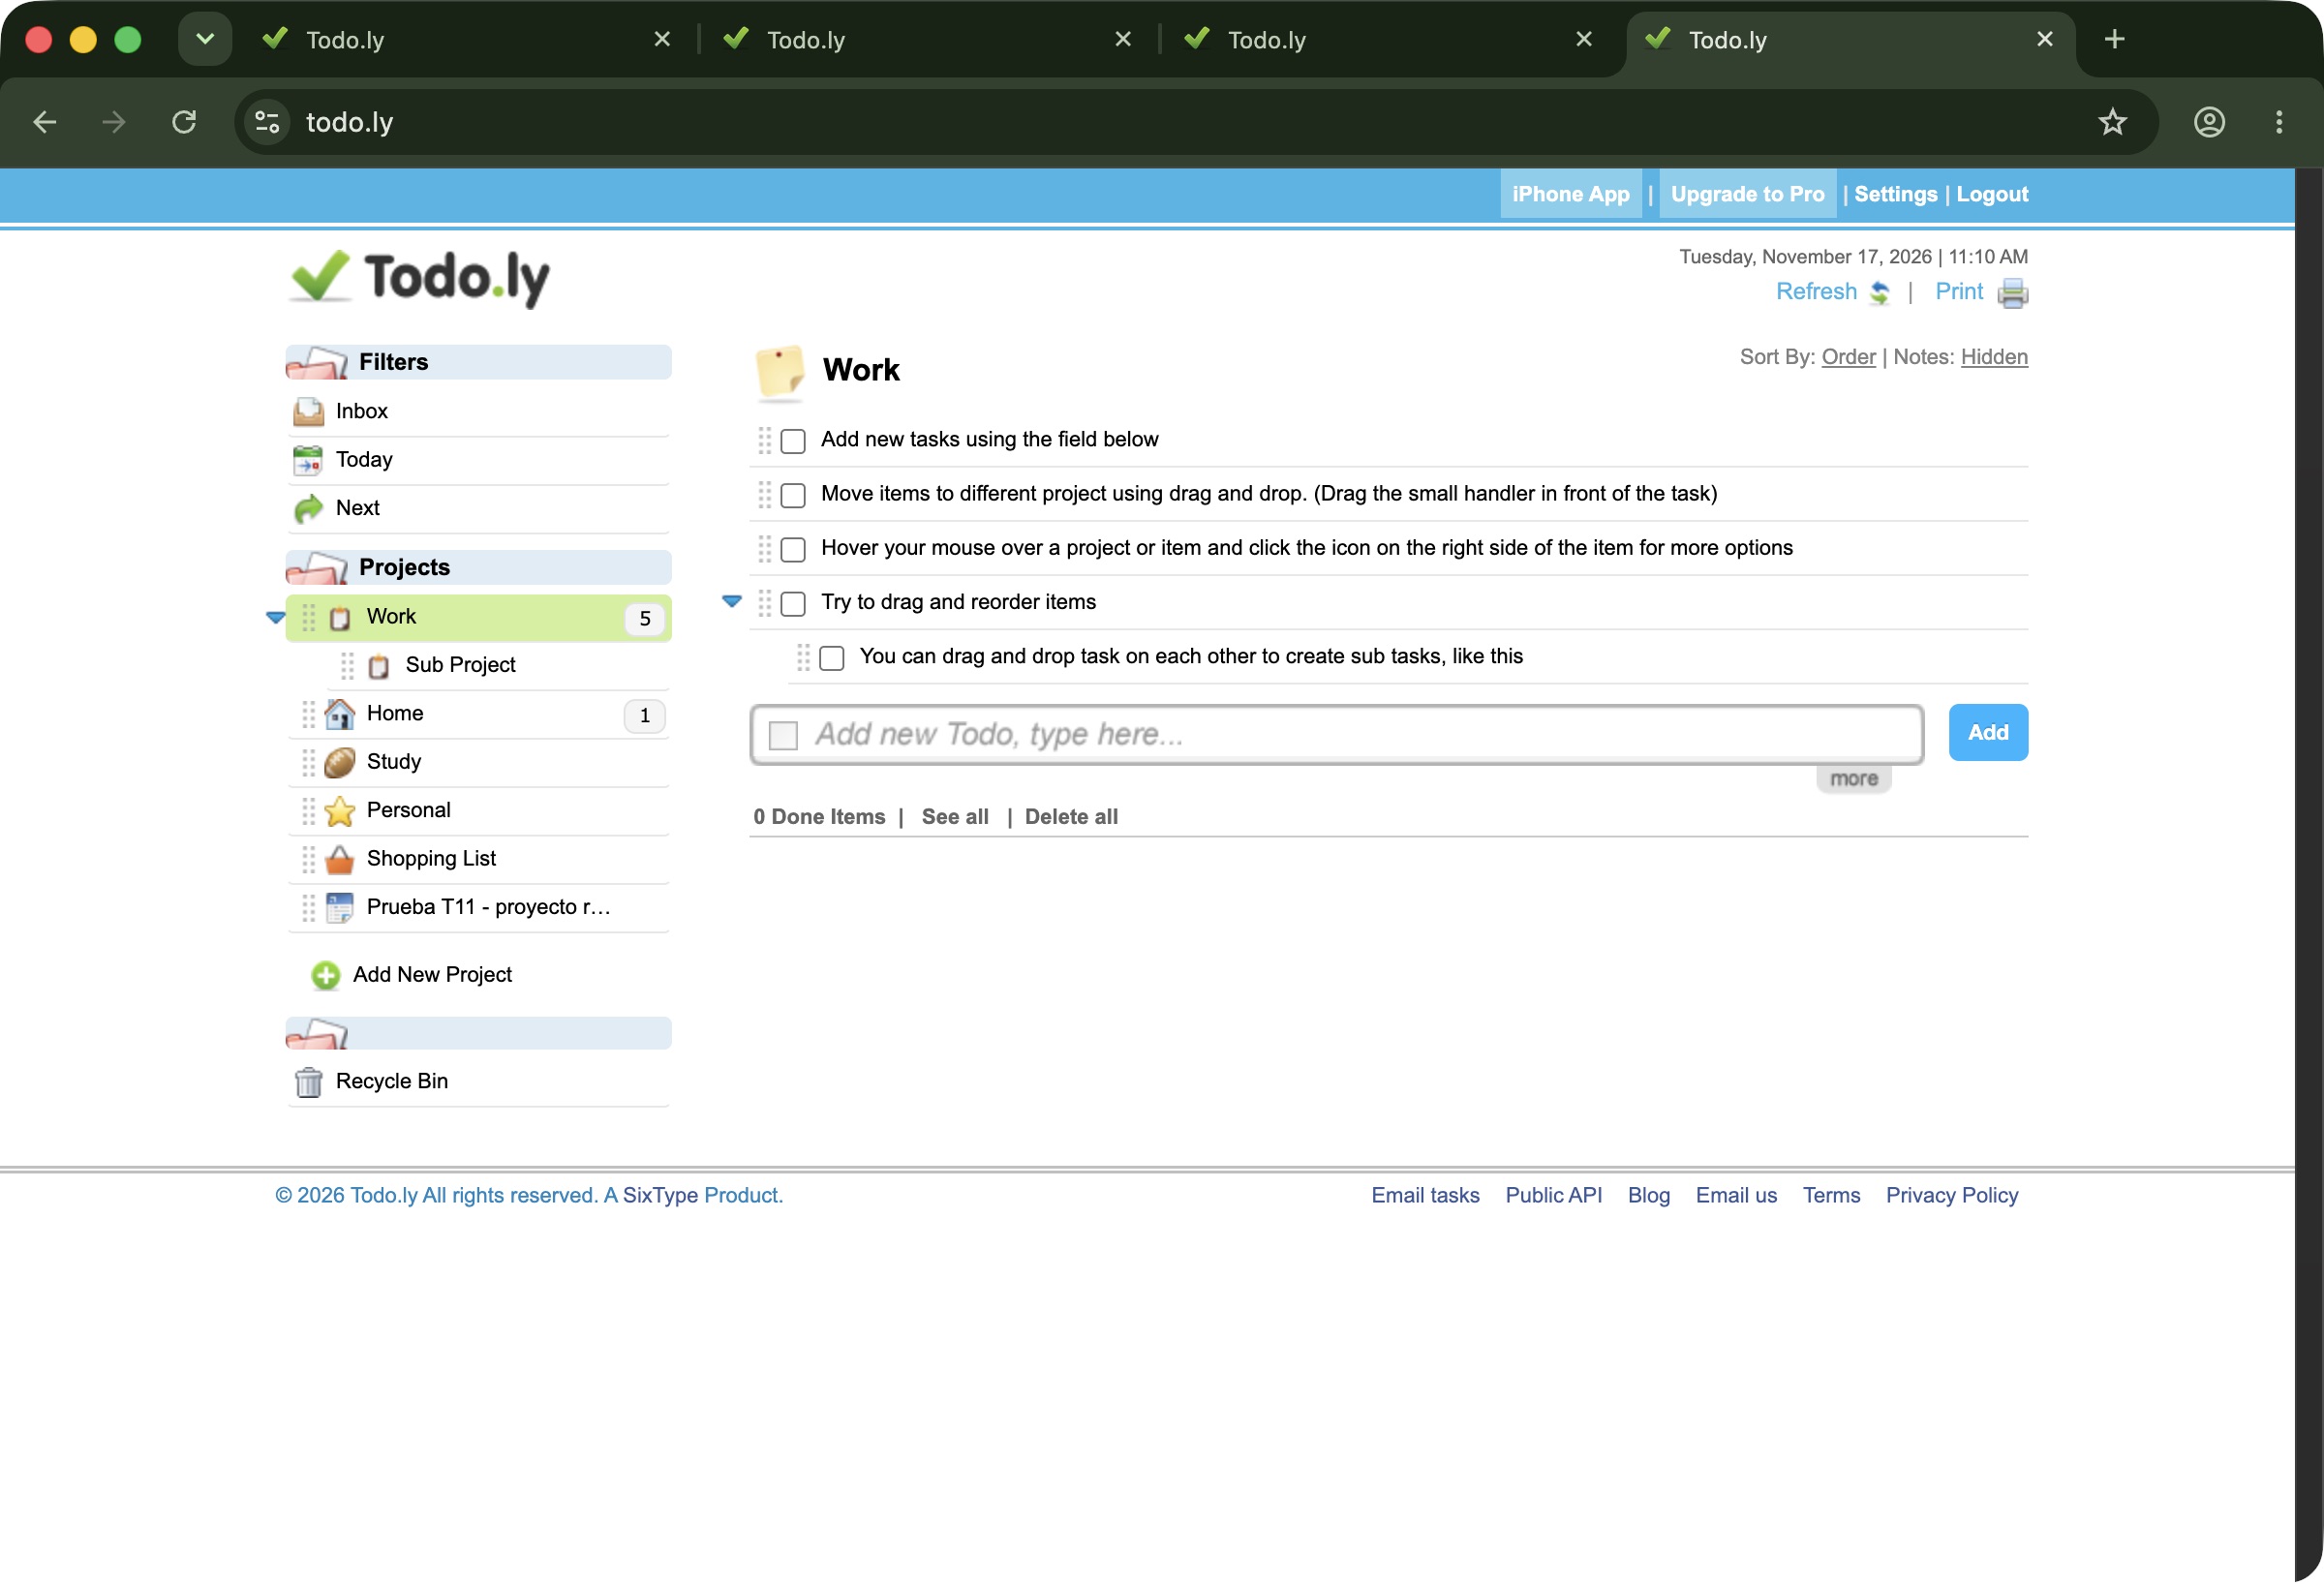 Todo.ly
Todo.ly
Todo.ly
Todo.ly
todo.ly
iPhone App | Upgrade to Pro | Settings | Logout
Todo.ly
Tuesday, November 17, 2026 | 11:10 AM
Refresh | Print
Filters
Inbox
Today
Next
Projects
Work 5
Sub Project
Home 1
Study
Personal
Shopping List
Prueba T11 - proyecto r...
Add New Project
Recycle Bin
Work
Sort By: Order | Notes: Hidden
Add new tasks using the field below
Move items to different project using drag and drop. (Drag the small handler in front of the task)
Hover your mouse over a project or item and click the icon on the right side of the item for more options
Try to drag and reorder items
You can drag and drop task on each other to create sub tasks, like this
Add new Todo, type here...
Add
more
0 Done Items | See all | Delete all
© 2026 Todo.ly All rights reserved. A SixType Product.
Email tasks Public API Blog Email us Terms Privacy Policy